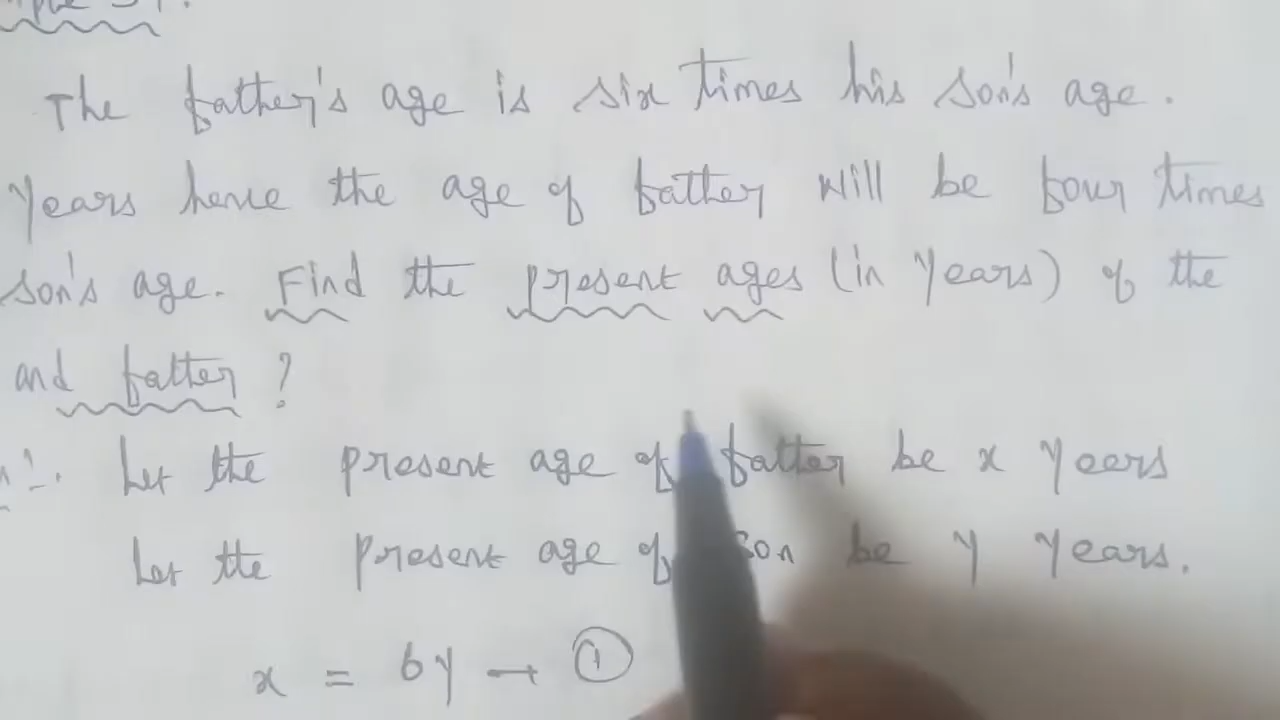 The father's age is six times his son's age.
Years hence the age of father will be four times
son's age. Find the present ages (in years) of the
and father ?
Let the present age of father be x years
Let the present age of son be y years.
x = 6y → ①